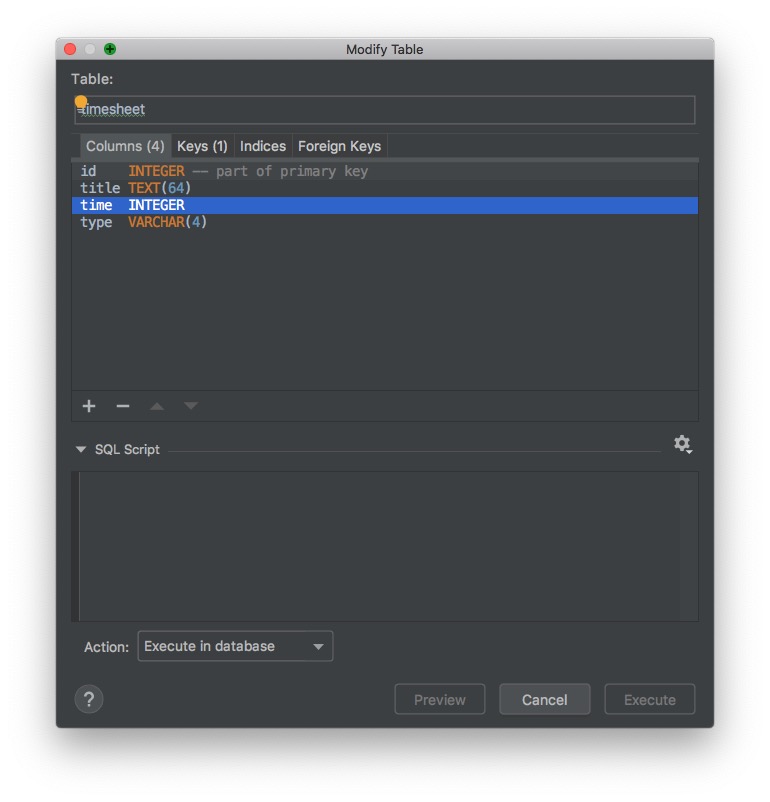 Modify Table
Table:
timesheet
Columns (4) Keys (1) Indices Foreign Keys
id INTEGER -- part of primary key
title TEXT(64)
time INTEGER
type VARCHAR(4)
SQL Script
Action: Execute in database
? Preview Cancel Execute